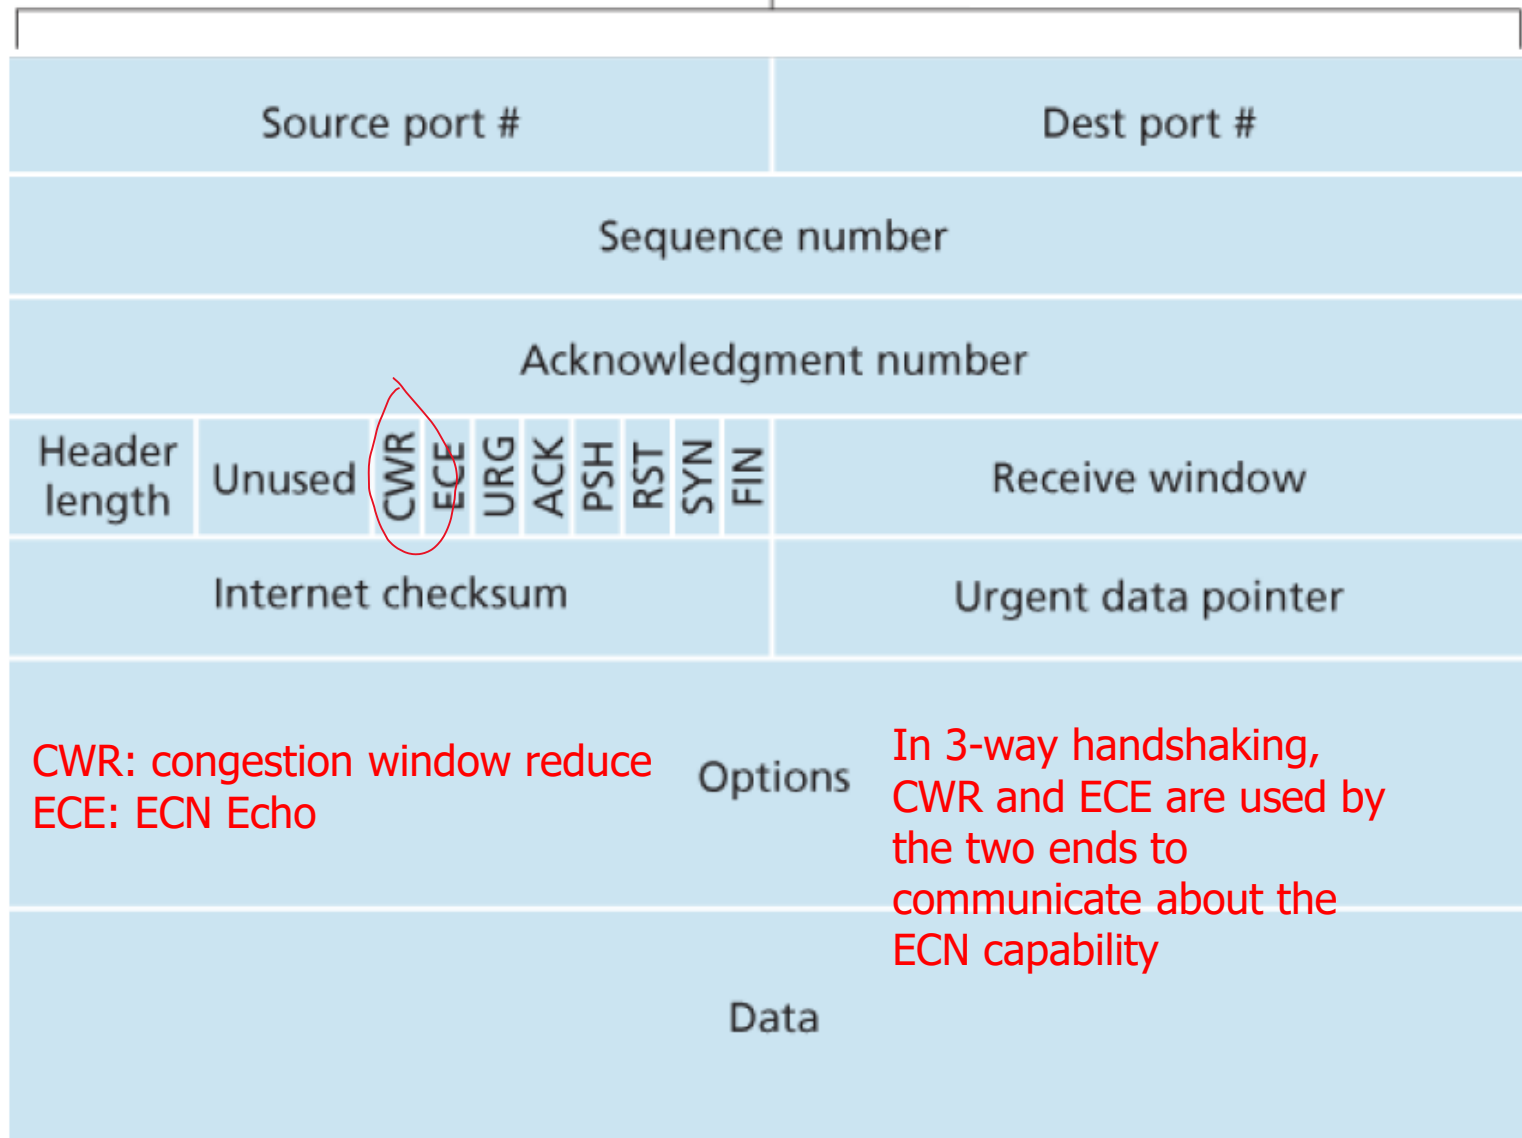 Source port #
Dest port #
Sequence number
Acknowledgment number
Header
length
Unused
CWR
ECE
URG
ACK
PSH
RST
SYN
FIN
Receive window
Internet checksum
Urgent data pointer
CWR: congestion window reduce
ECE: ECN Echo
Options
In 3-way handshaking,
CWR and ECE are used by
the two ends to
communicate about the
ECN capability
Data